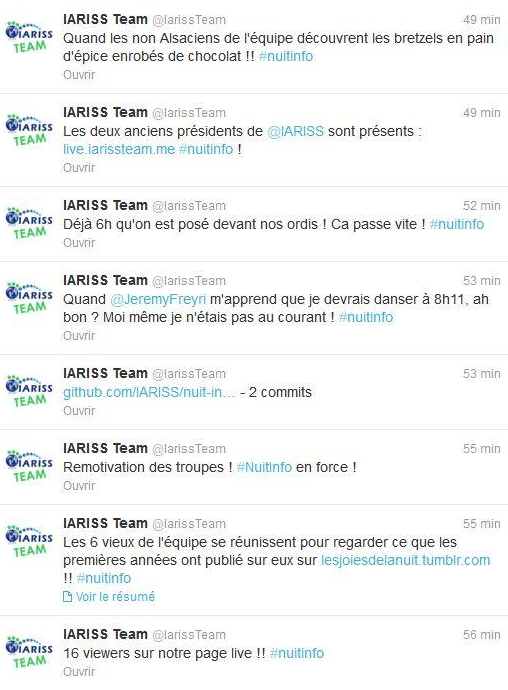 IARISS TEAM
IARISS Team @IarissTeam 49 min
Quand les non Alsaciens de l'équipe découvrent les bretzels en pain
d'épice enrobés de chocolat !! #nuitinfo
Ouvrir
IARISS TEAM
IARISS Team @IarissTeam 49 min
Les deux anciens présidents de @IARISS sont présents :
live.iarissteam.me #nuitinfo !
Ouvrir
IARISS TEAM
IARISS Team @IarissTeam 52 min
Déjà 6h qu'on est posé devant nos ordis ! Ca passe vite ! #nuitinfo
Ouvrir
IARISS TEAM
IARISS Team @IarissTeam 53 min
Quand @JeremyFreyri m'apprend que je devrais danser à 8h11, ah
bon ? Moi même je n'étais pas au courant ! #nuitinfo
Ouvrir
IARISS TEAM
IARISS Team @IarissTeam 53 min
github.com/IARISS/nuit-in… - 2 commits
Ouvrir
IARISS TEAM
IARISS Team @IarissTeam 55 min
Remotivation des troupes ! #NuitInfo en force !
Ouvrir
IARISS TEAM
IARISS Team @IarissTeam 55 min
Les 6 vieux de l'équipe se réunissent pour regarder ce que les
premières années ont publié sur eux sur lesjoiesdelanuit.tumblr.com
!! #nuitinfo
Voir le résumé
IARISS TEAM
IARISS Team @IarissTeam 56 min
16 viewers sur notre page live !! #nuitinfo
Ouvrir